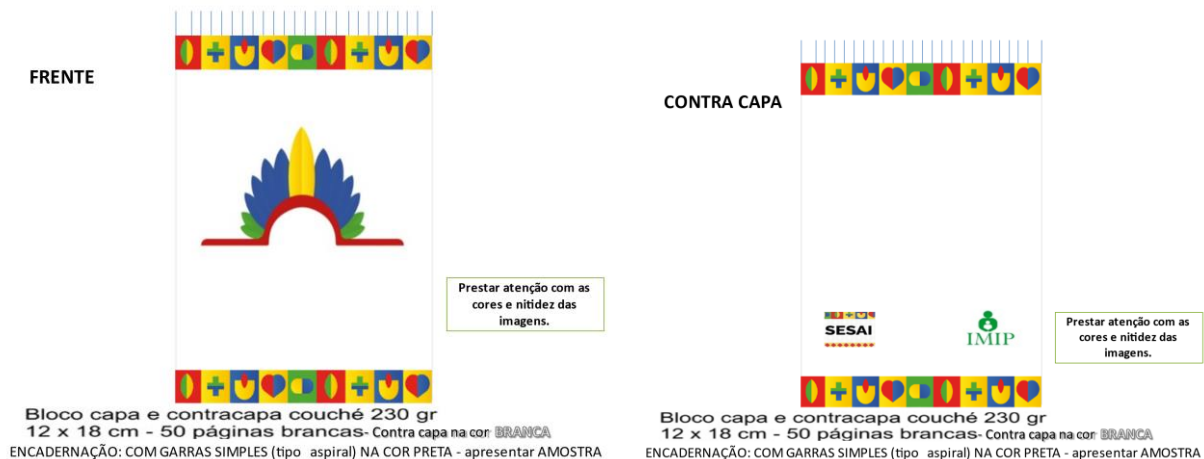 FRENTE
Prestar atenção com as
cores e nitidez das
imagens.
Bloco capa e contracapa couché 230 gr
12 x 18 cm - 50 páginas brancas- Contra capa na cor BRANCA
ENCADERNAÇÃO: COM GARRAS SIMPLES (tipo aspiral) NA COR PRETA - apresentar AMOSTRA
CONTRA CAPA
SESAI
IMIP
Prestar atenção com as
cores e nitidez das
imagens.
Bloco capa e contracapa couché 230 gr
12 x 18 cm - 50 páginas brancas- Contra capa na cor BRANCA
ENCADERNAÇÃO: COM GARRAS SIMPLES (tipo aspiral) NA COR PRETA - apresentar AMOSTRA